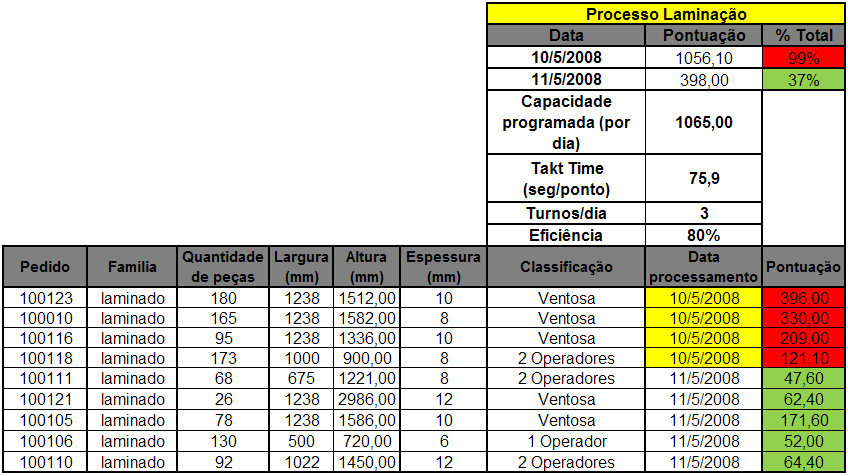 Processo Laminação
Data Pontuação % Total
10/5/2008 1056,10 99%
11/5/2008 398,00 37%
Capacidade
programada (por
dia) 1065,00
Takt Time
(seg/ponto) 75,9
Turnos/dia 3
Eficiência 80%
Pedido Família Quantidade de peças Largura (mm) Altura (mm) Espessura (mm) Classificação Data processamento Pontuação
100123 laminado 180 1238 1512,00 10 Ventosa 10/5/2008 396,00
100010 laminado 165 1238 1582,00 8 Ventosa 10/5/2008 330,00
100116 laminado 95 1238 1336,00 10 Ventosa 10/5/2008 209,00
100118 laminado 173 1000 900,00 8 2 Operadores 10/5/2008 121,10
100111 laminado 68 675 1221,00 8 2 Operadores 11/5/2008 47,60
100121 laminado 26 1238 2986,00 12 Ventosa 11/5/2008 62,40
100105 laminado 78 1238 1586,00 10 Ventosa 11/5/2008 171,60
100106 laminado 130 500 720,00 6 1 Operador 11/5/2008 52,00
100110 laminado 92 1022 1450,00 12 2 Operadores 11/5/2008 64,40